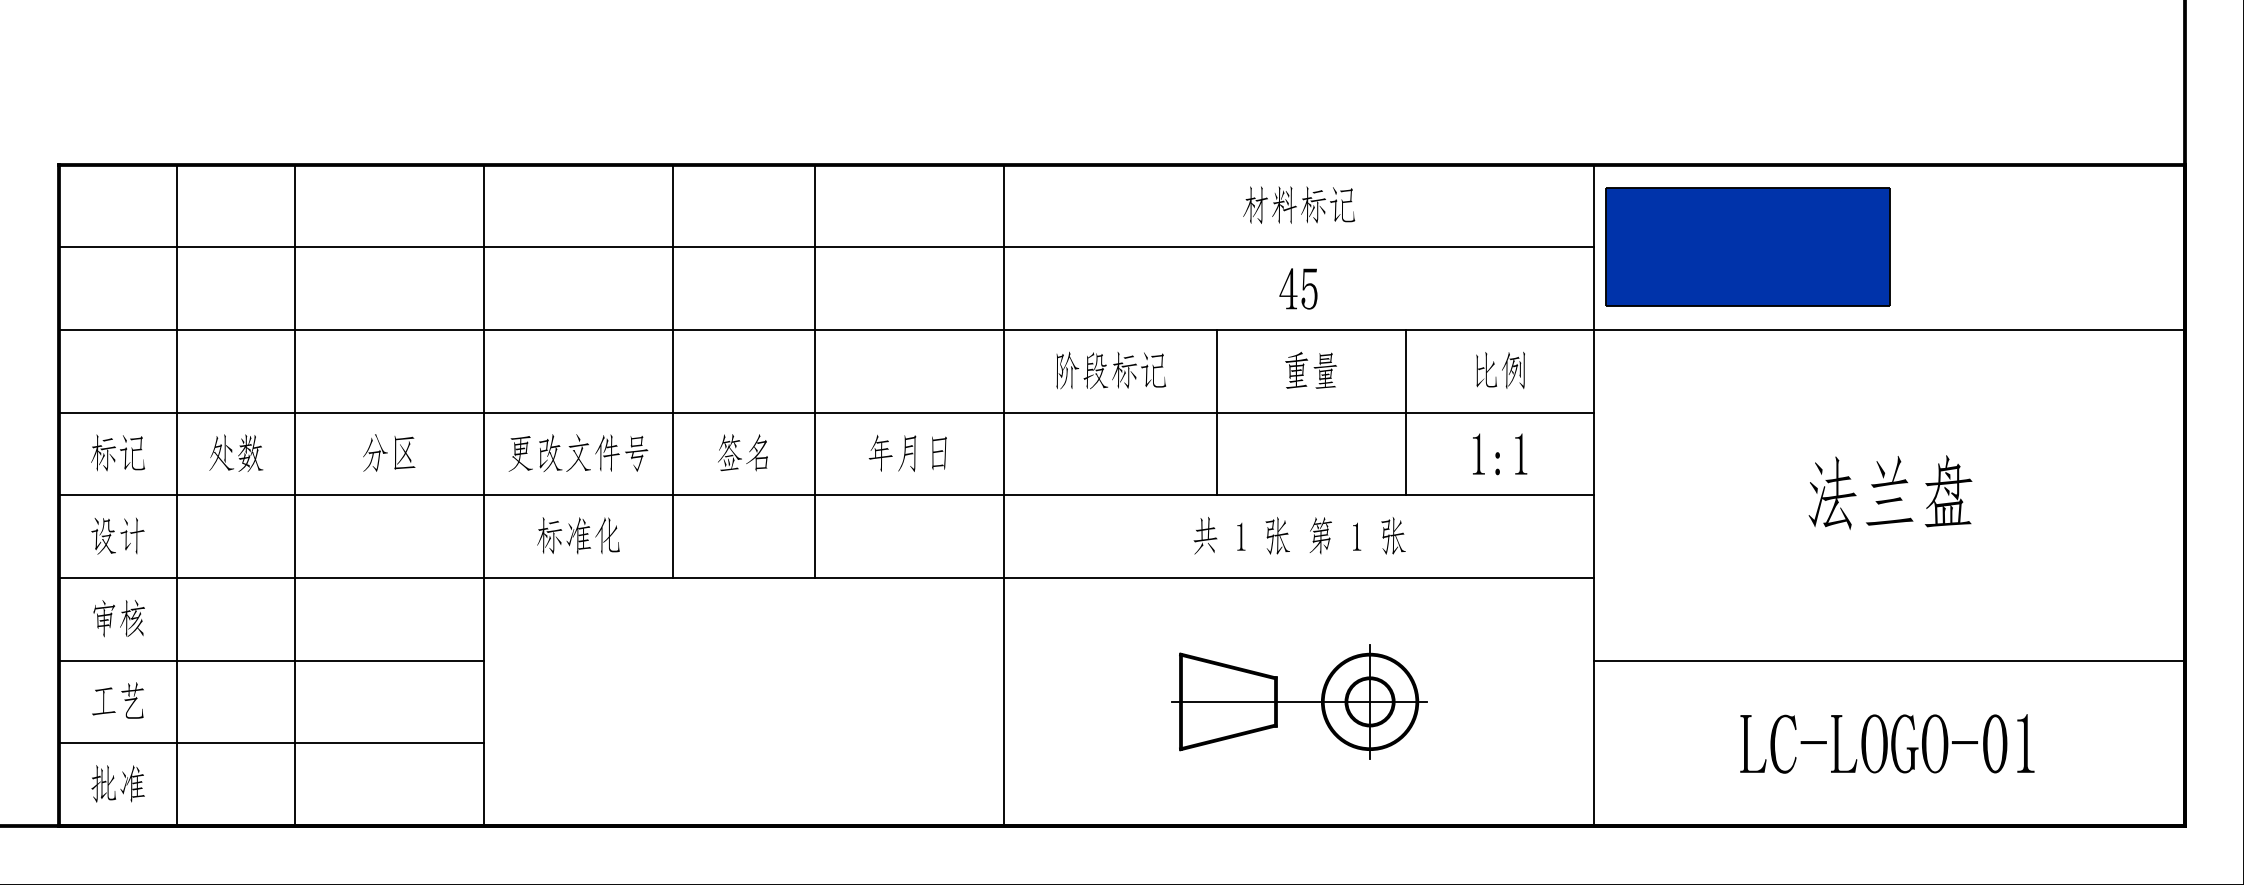 材料标记
45
阶段标记 重量 比例
标记 处数 分区 更改文件号 签名 年月日 1:1
法兰盘
设计 标准化 共 1 张 第 1 张
审核
工艺
LC-LOGO-01
批准